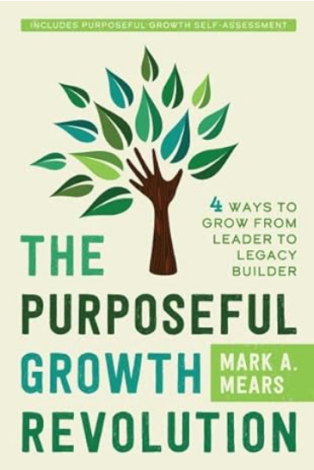 INCLUDES PURPOSEFUL GROWTH SELF-ASSESSMENT
4 WAYS TO
GROW FROM
LEADER TO
LEGACY
BUILDER
THE
PURPOSEFUL
GROWTH
REVOLUTION
MARK A.
MEARS